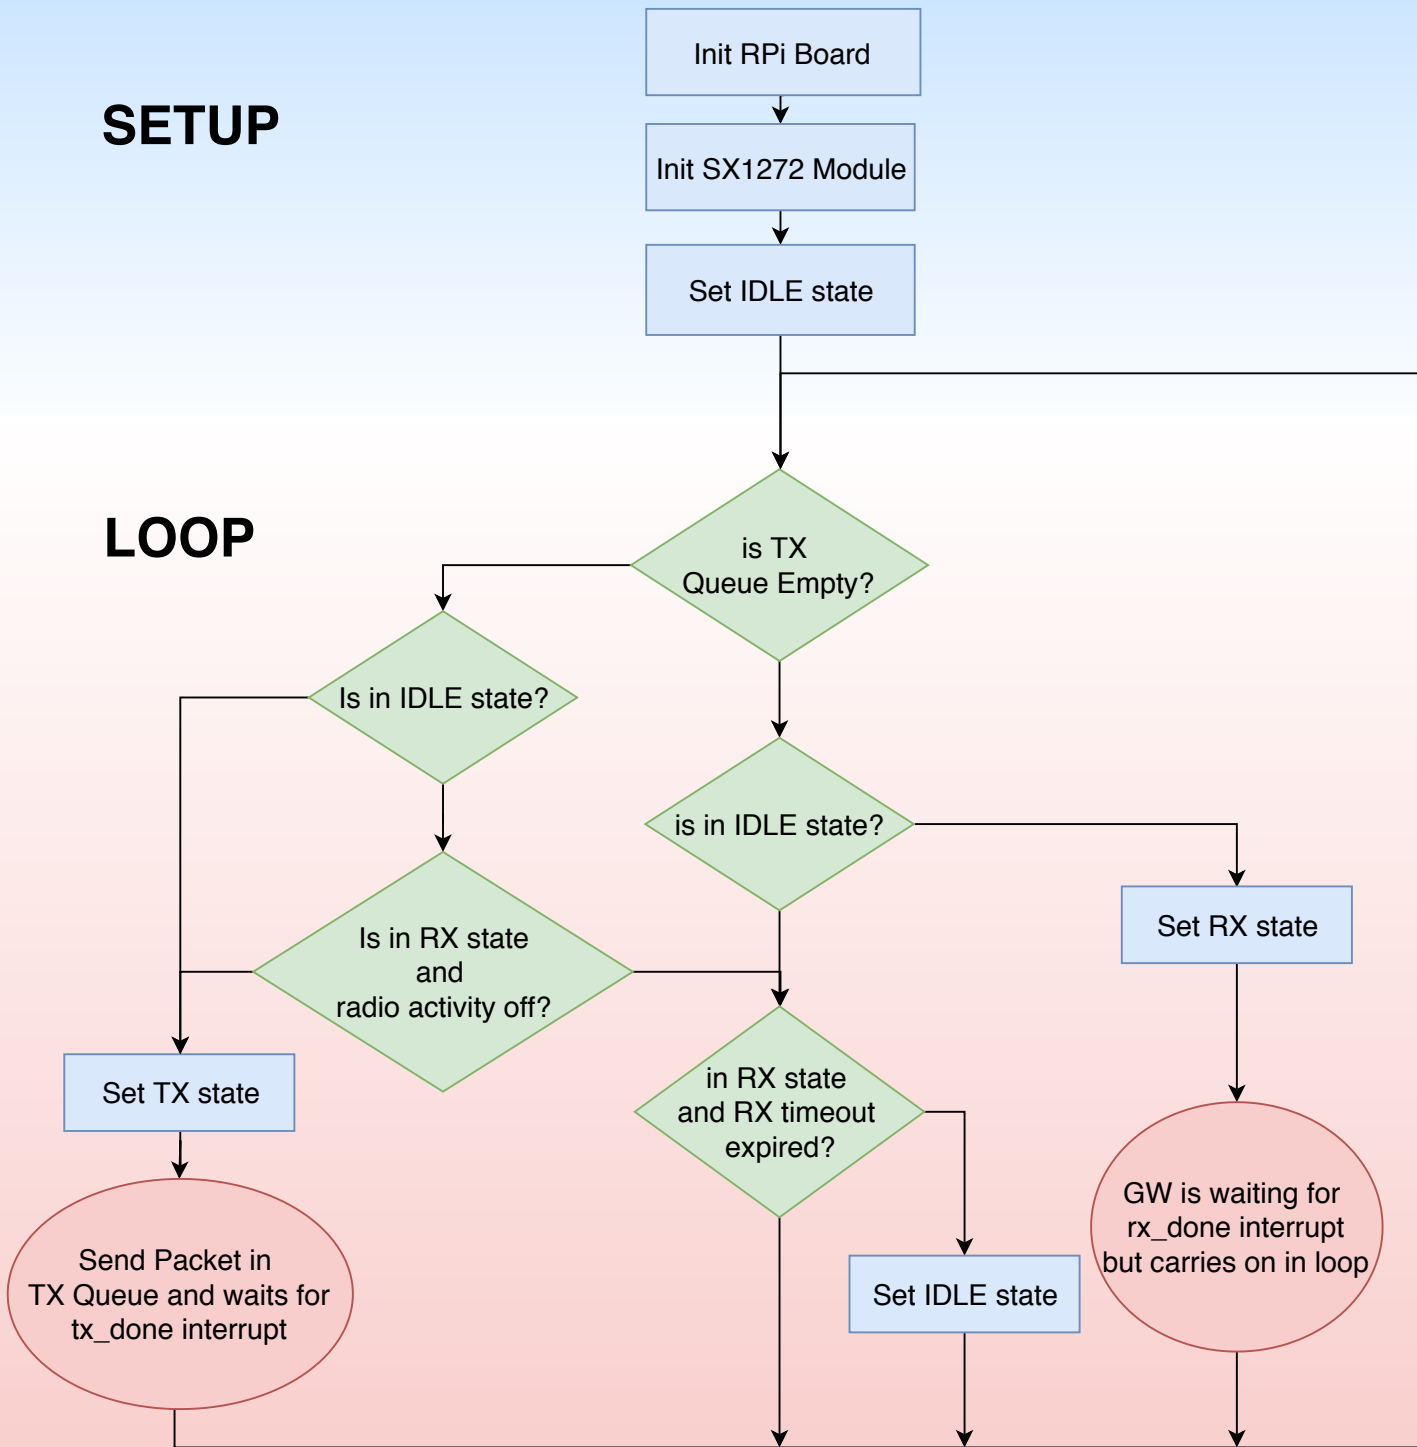 Init RPi Board
SETUP
Init SX1272 Module
Set IDLE state
LOOP
is TX
Queue Empty?
Is in IDLE state?
is in IDLE state?
Set RX state
Is in RX state
and
radio activity off?
Set TX state
in RX state
and RX timeout
expired?
GW is waiting for
rx_done interrupt
but carries on in loop
Send Packet in
TX Queue and waits for
tx_done interrupt
Set IDLE state